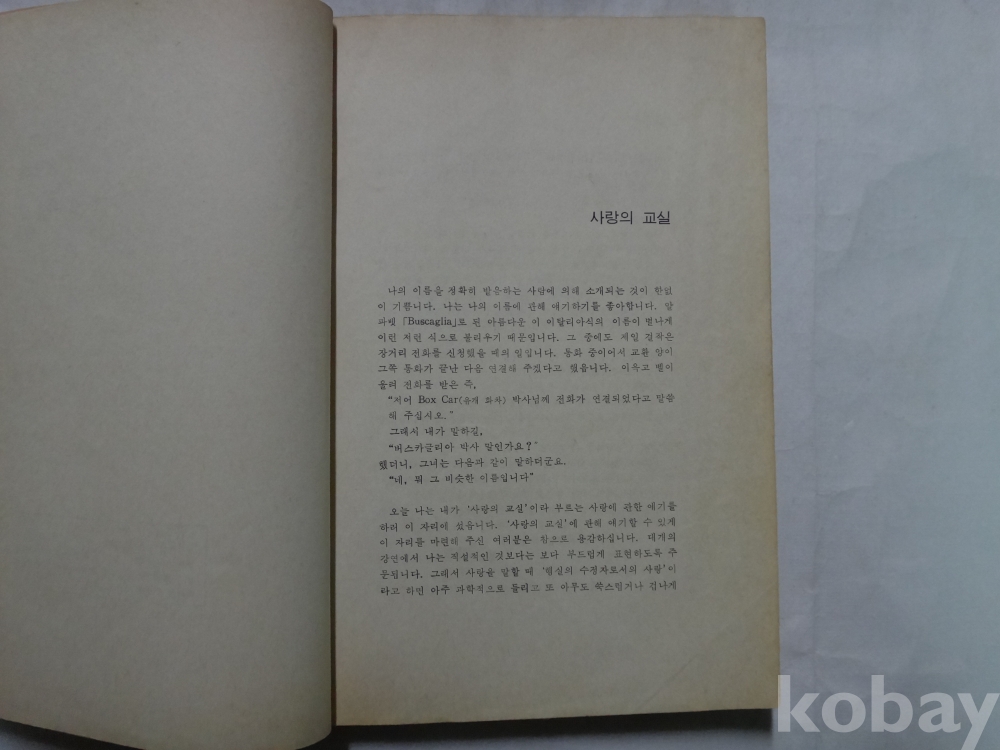 사랑의 교실
나의 이름을 정확히 발음하는 사람에 의해 소개되는 것이 한없
이 기쁩니다. 나는 나의 이름에 관해 얘기하기를 좋아합니다. 알
파벳 「Buscaglia」로 된 아름다운 이 이탈리아식의 이름이 별나게
이런 저런 식으로 불리우기 때문입니다. 그 중에도 제일 걸작은
장거리 전화를 신청했을 때의 일입니다. 통화 중이어서 교환 양이
그쪽 통화가 끝난 다음 연결해 주겠다고 했읍니다. 이윽고 벨이
울려 전화를 받은 즉,
“저어 Box Car(유개 화차) 박사님께 전화가 연결되었다고 말씀
해 주십시오.”
그래서 내가 말하길,
“버스카글리아 박사 말인가요?”
했더니, 그녀는 다음과 같이 말하더군요.
“네, 뭐 그 비슷한 이름입니다”
오늘 나는 내가 ‘사랑의 교실’이라 부르는 사랑에 관한 얘기를
하러 이 자리에 섰읍니다. ‘사랑의 교실’에 관해 얘기할 수 있게
이 자리를 마련해 주신 여러분은 참으로 용감하십니다. 대개의
강연에서 나는 직설적인 것보다는 보다 부드럽게 표현하도록 주
문됩니다. 그래서 사랑을 말할 때 ‘행실의 수정자로서의 사랑’이
라고 하면 아주 과학적으로 들리고 또 아무도 쑥스럽거나 겁나게
kobay